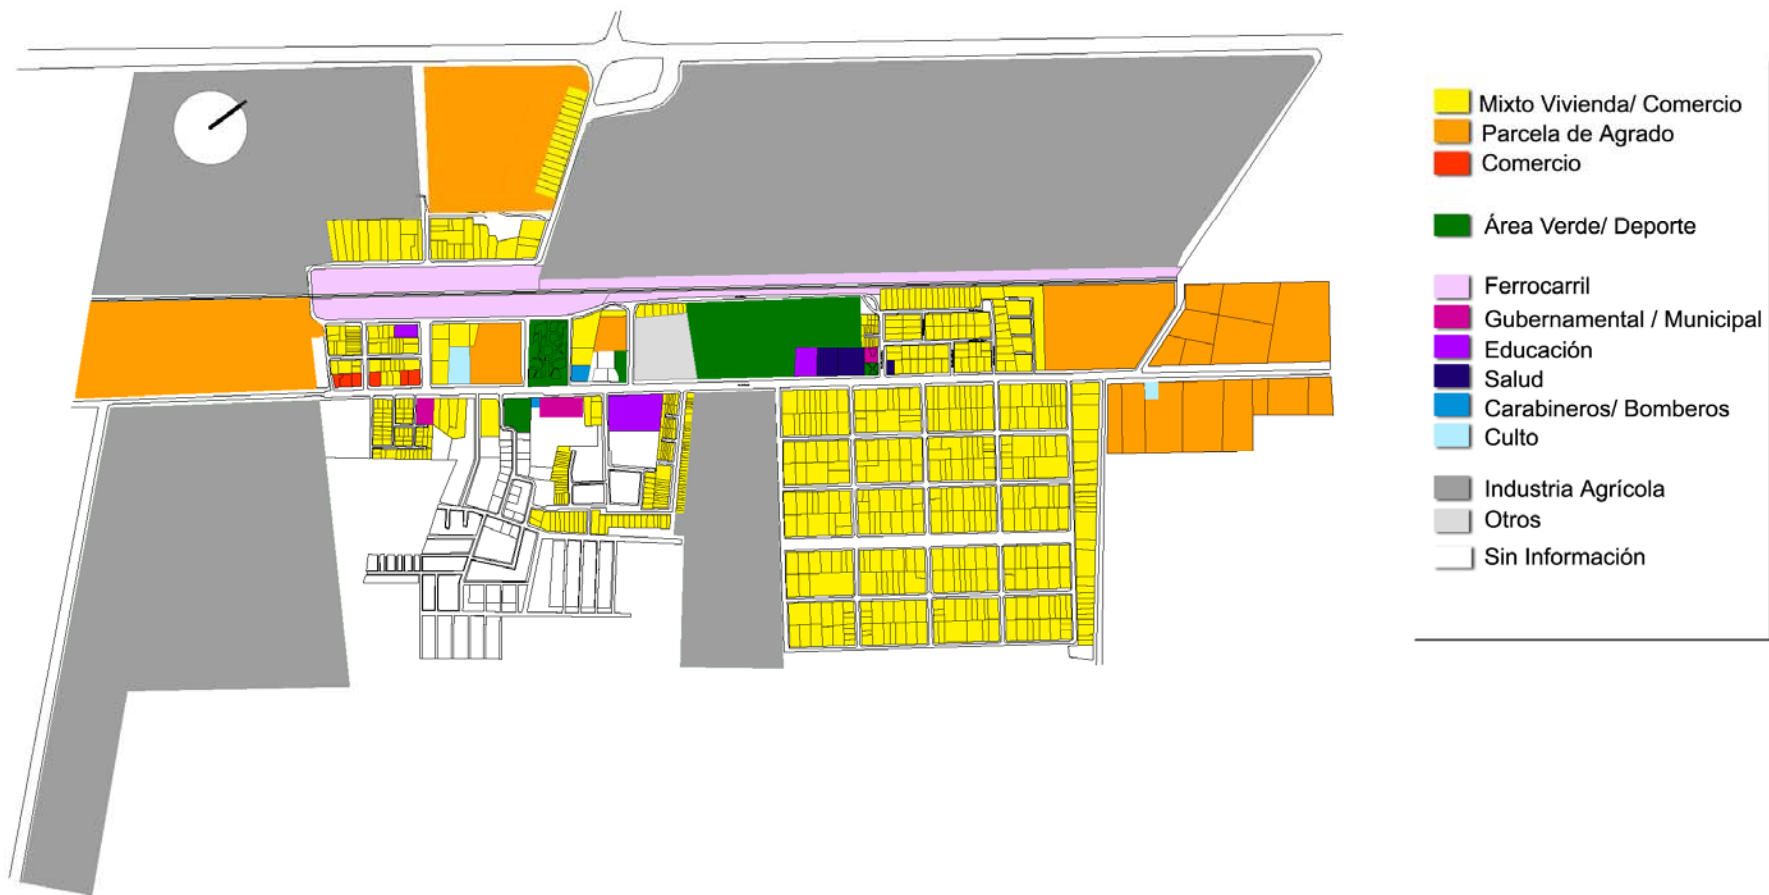 Mixto Vivienda/ Comercio
Parcela de Agrado
Comercio
Área Verde/ Deporte
Ferrocarril
Gubernamental / Municipal
Educación
Salud
Carabineros/ Bomberos
Culto
Industria Agrícola
Otros
Sin Información